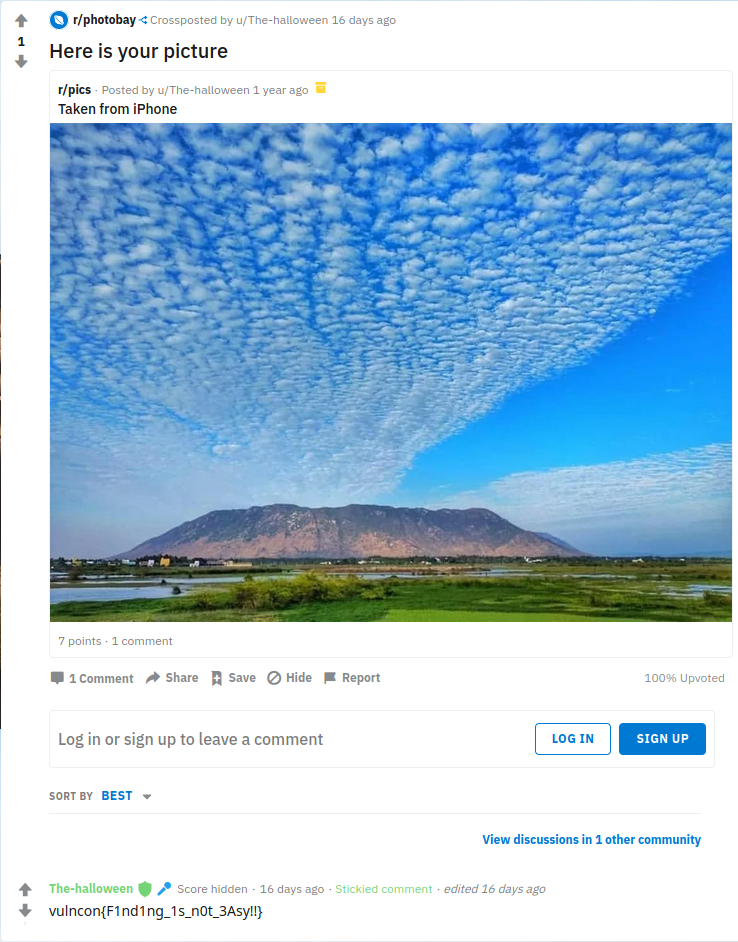 r/photobay Crossposted by u/The-halloween 16 days ago
1
Here is your picture
r/pics · Posted by u/The-halloween 1 year ago
Taken from iPhone
7 points · 1 comment
1 Comment Share Save Hide Report 100% Upvoted
Log in or sign up to leave a comment LOG IN SIGN UP
SORT BY BEST
View discussions in 1 other community
The-halloween Score hidden · 16 days ago · Stickied comment · edited 16 days ago
vulncon{F1nd1ng_1s_n0t_3Asy!!}